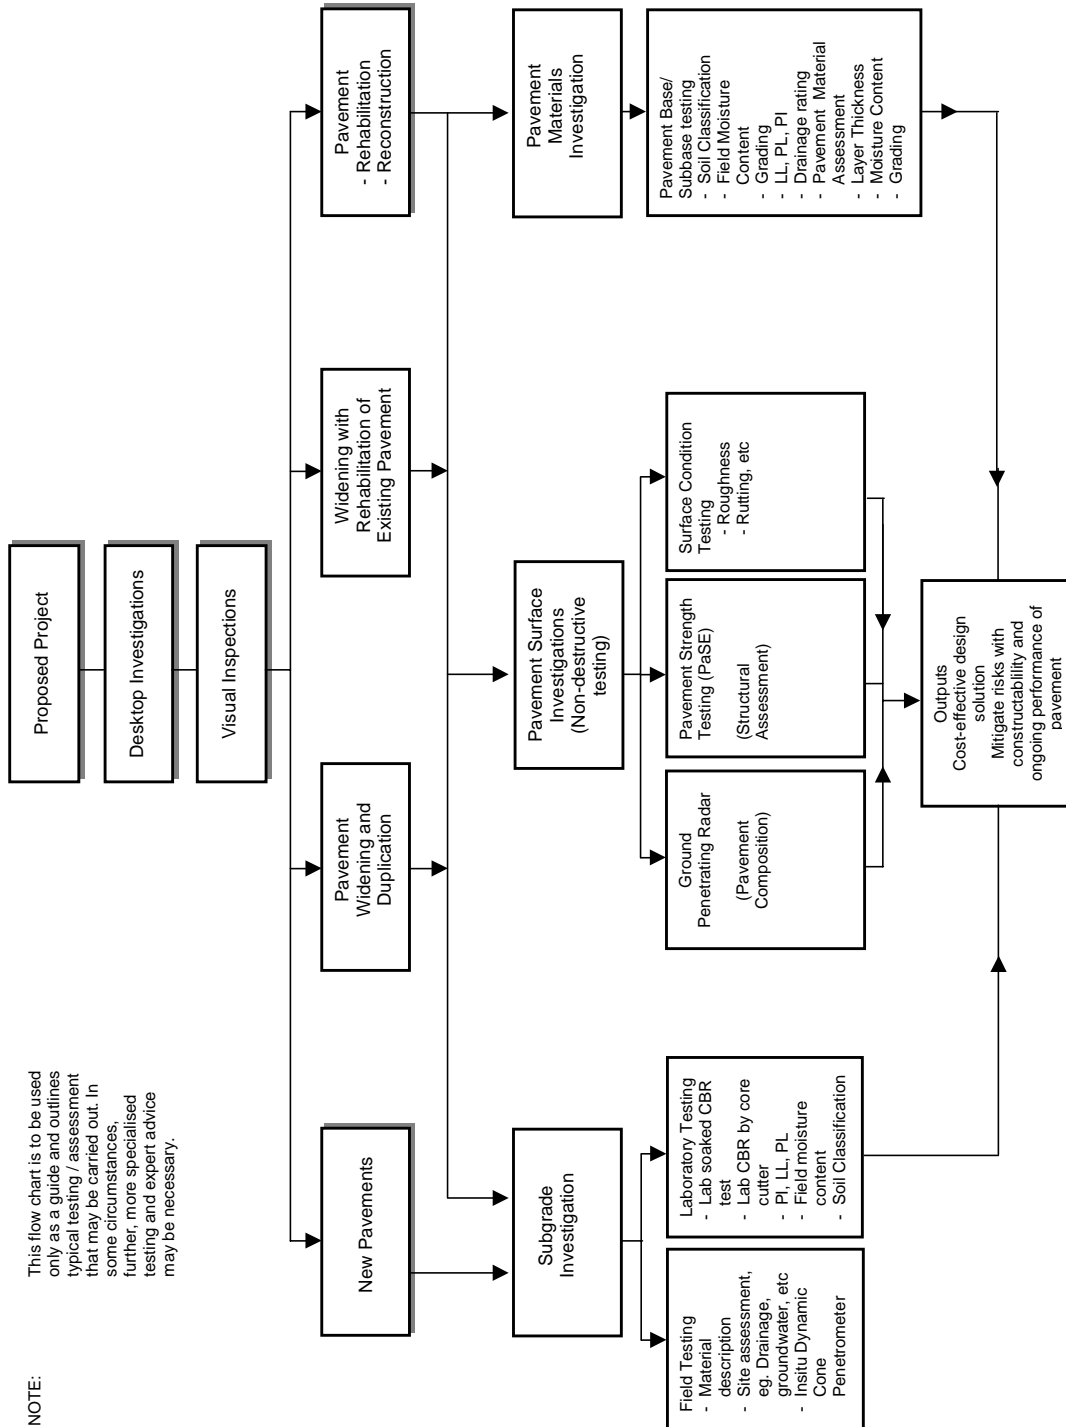 NOTE:
This flow chart is to be used
only as a guide and outlines
typical testing / assessment
that may be carried out. In
some circumstances,
further, more specialised
testing and expert advice
may be necessary.
Proposed Project
Desktop Investigations
Visual Inspections
New Pavements
Pavement
Widening and
Duplication
Widening with
Rehabilitation of
Existing Pavement
Pavement
- Rehabilitation
- Reconstruction
Subgrade
Investigation
Pavement Surface
Investigations
(Non-destructive
testing)
Pavement
Materials
Investigation
Field Testing
- Material
description
- Site assessment,
eg. Drainage,
groundwater, etc
- Insitu Dynamic
Cone
Penetrometer
Laboratory Testing
- Lab soaked CBR
test
- Lab CBR by core
cutter
- PI, LL, PL
- Field moisture
content
- Soil Classification
Ground
Penetrating Radar
(Pavement
Composition)
Pavement Strength
Testing (PaSE)
(Structural
Assessment)
Surface Condition
Testing
- Roughness
- Rutting, etc
Pavement Base/
Subbase testing
- Soil Classification
- Field Moisture
Content
- Grading
- LL, PL, PI
- Drainage rating
- Pavement Material
Assessment
- Layer Thickness
- Moisture Content
- Grading
Outputs
Cost-effective design
solution
Mitigate risks with
constructablility and
ongoing performance of
pavement